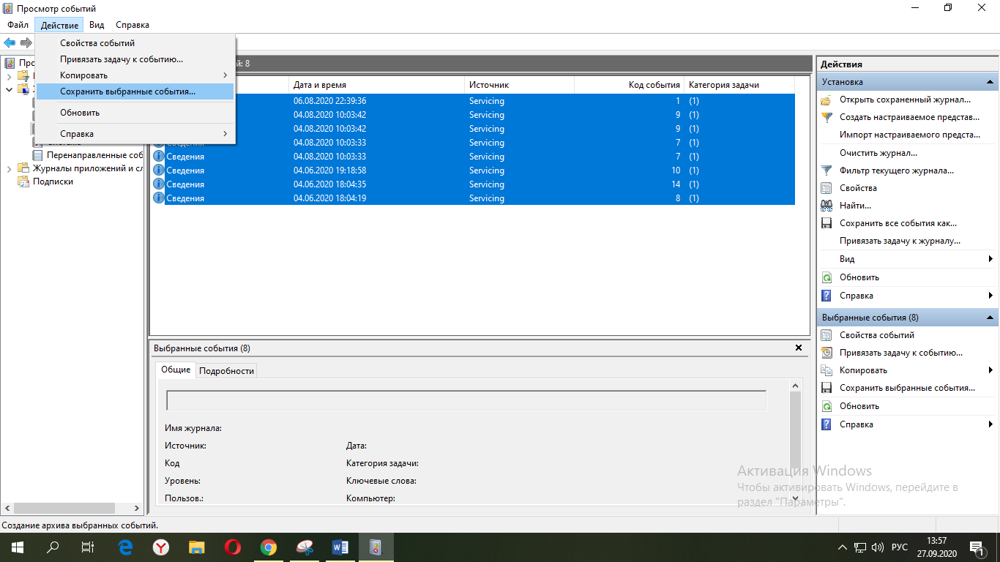 Просмотр событий
Файл Действие Вид Справка
Свойства событий
Привязать задачу к событию...
Копировать
Сохранить выбранные события...
Обновить
Справка
Перенаправленные соб
Журналы приложений и сл
Подписки
: 8
Дата и время Источник Код события Категория задачи
06.08.2020 22:39:36 Servicing 1 (1)
04.08.2020 10:03:42 Servicing 9 (1)
04.08.2020 10:03:42 Servicing 9 (1)
04.08.2020 10:03:33 Servicing 7 (1)
Сведения 04.08.2020 10:03:33 Servicing 7 (1)
Сведения 04.06.2020 19:18:58 Servicing 10 (1)
Сведения 04.06.2020 18:04:35 Servicing 14 (1)
Сведения 04.06.2020 18:04:19 Servicing 8 (1)
Выбранные события (8)
Общие Подробности
Имя журнала:
Источник: Дата:
Код Категория задачи:
Уровень: Ключевые слова:
Пользов.: Компьютер:
Действия
Установка
Открыть сохраненный журнал...
Создать настраиваемое представ...
Импорт настраиваемого предста...
Очистить журнал...
Фильтр текущего журнала...
Свойства
Найти...
Сохранить все события как...
Привязать задачу к журналу...
Вид
Обновить
Справка
Выбранные события (8)
Свойства событий
Привязать задачу к событию...
Копировать
Сохранить выбранные события...
Обновить
Справка
Активация Windows
Чтобы активировать Windows, перейдите в
раздел "Параметры".
Создание архива выбранных событий.
РУС
13:57
27.09.2020
1